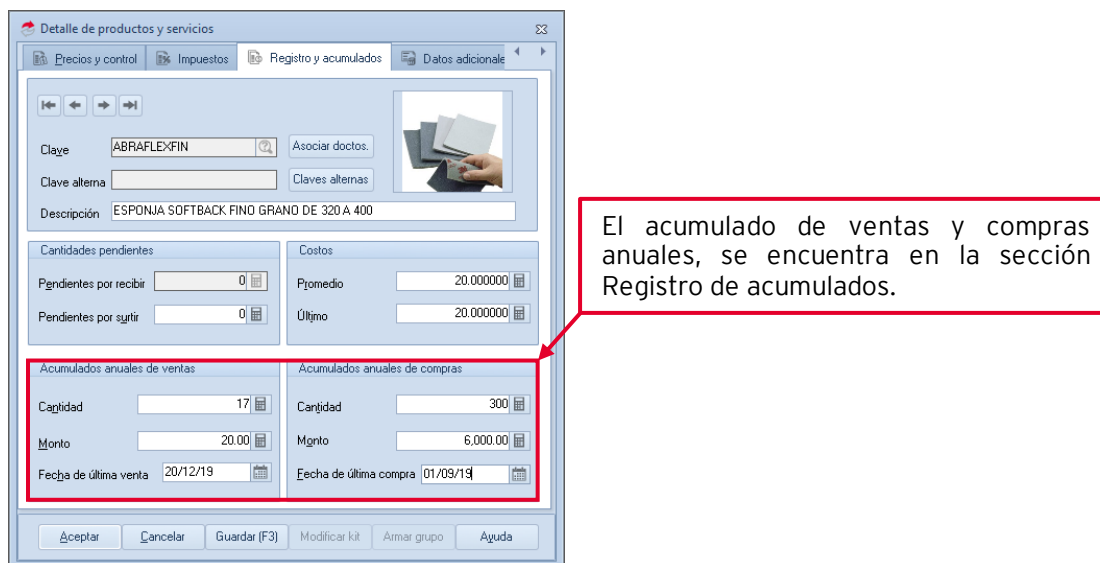 Detalle de productos y servicios
Precios y control
Impuestos
Registro y acumulados
Datos adicionale
Clave
ABRAFLEXFIN
Asociar doctos.
Clave alterna
Claves alternas
Descripción
ESPONJA SOFTBACK FINO GRANO DE 320 A 400
Cantidades pendientes
Pendientes por recibir
0
Pendientes por surtir
0
Costos
Promedio
20.000000
Último
20.000000
Acumulados anuales de ventas
Cantidad
17
Monto
20.00
Fecha de última venta
20/12/19
Acumulados anuales de compras
Cantidad
300
Monto
6,000.00
Fecha de última compra
01/09/19
Aceptar
Cancelar
Guardar (F3)
Modificar kit
Armar grupo
Ayuda
El acumulado de ventas y compras
anuales, se encuentra en la sección
Registro de acumulados.